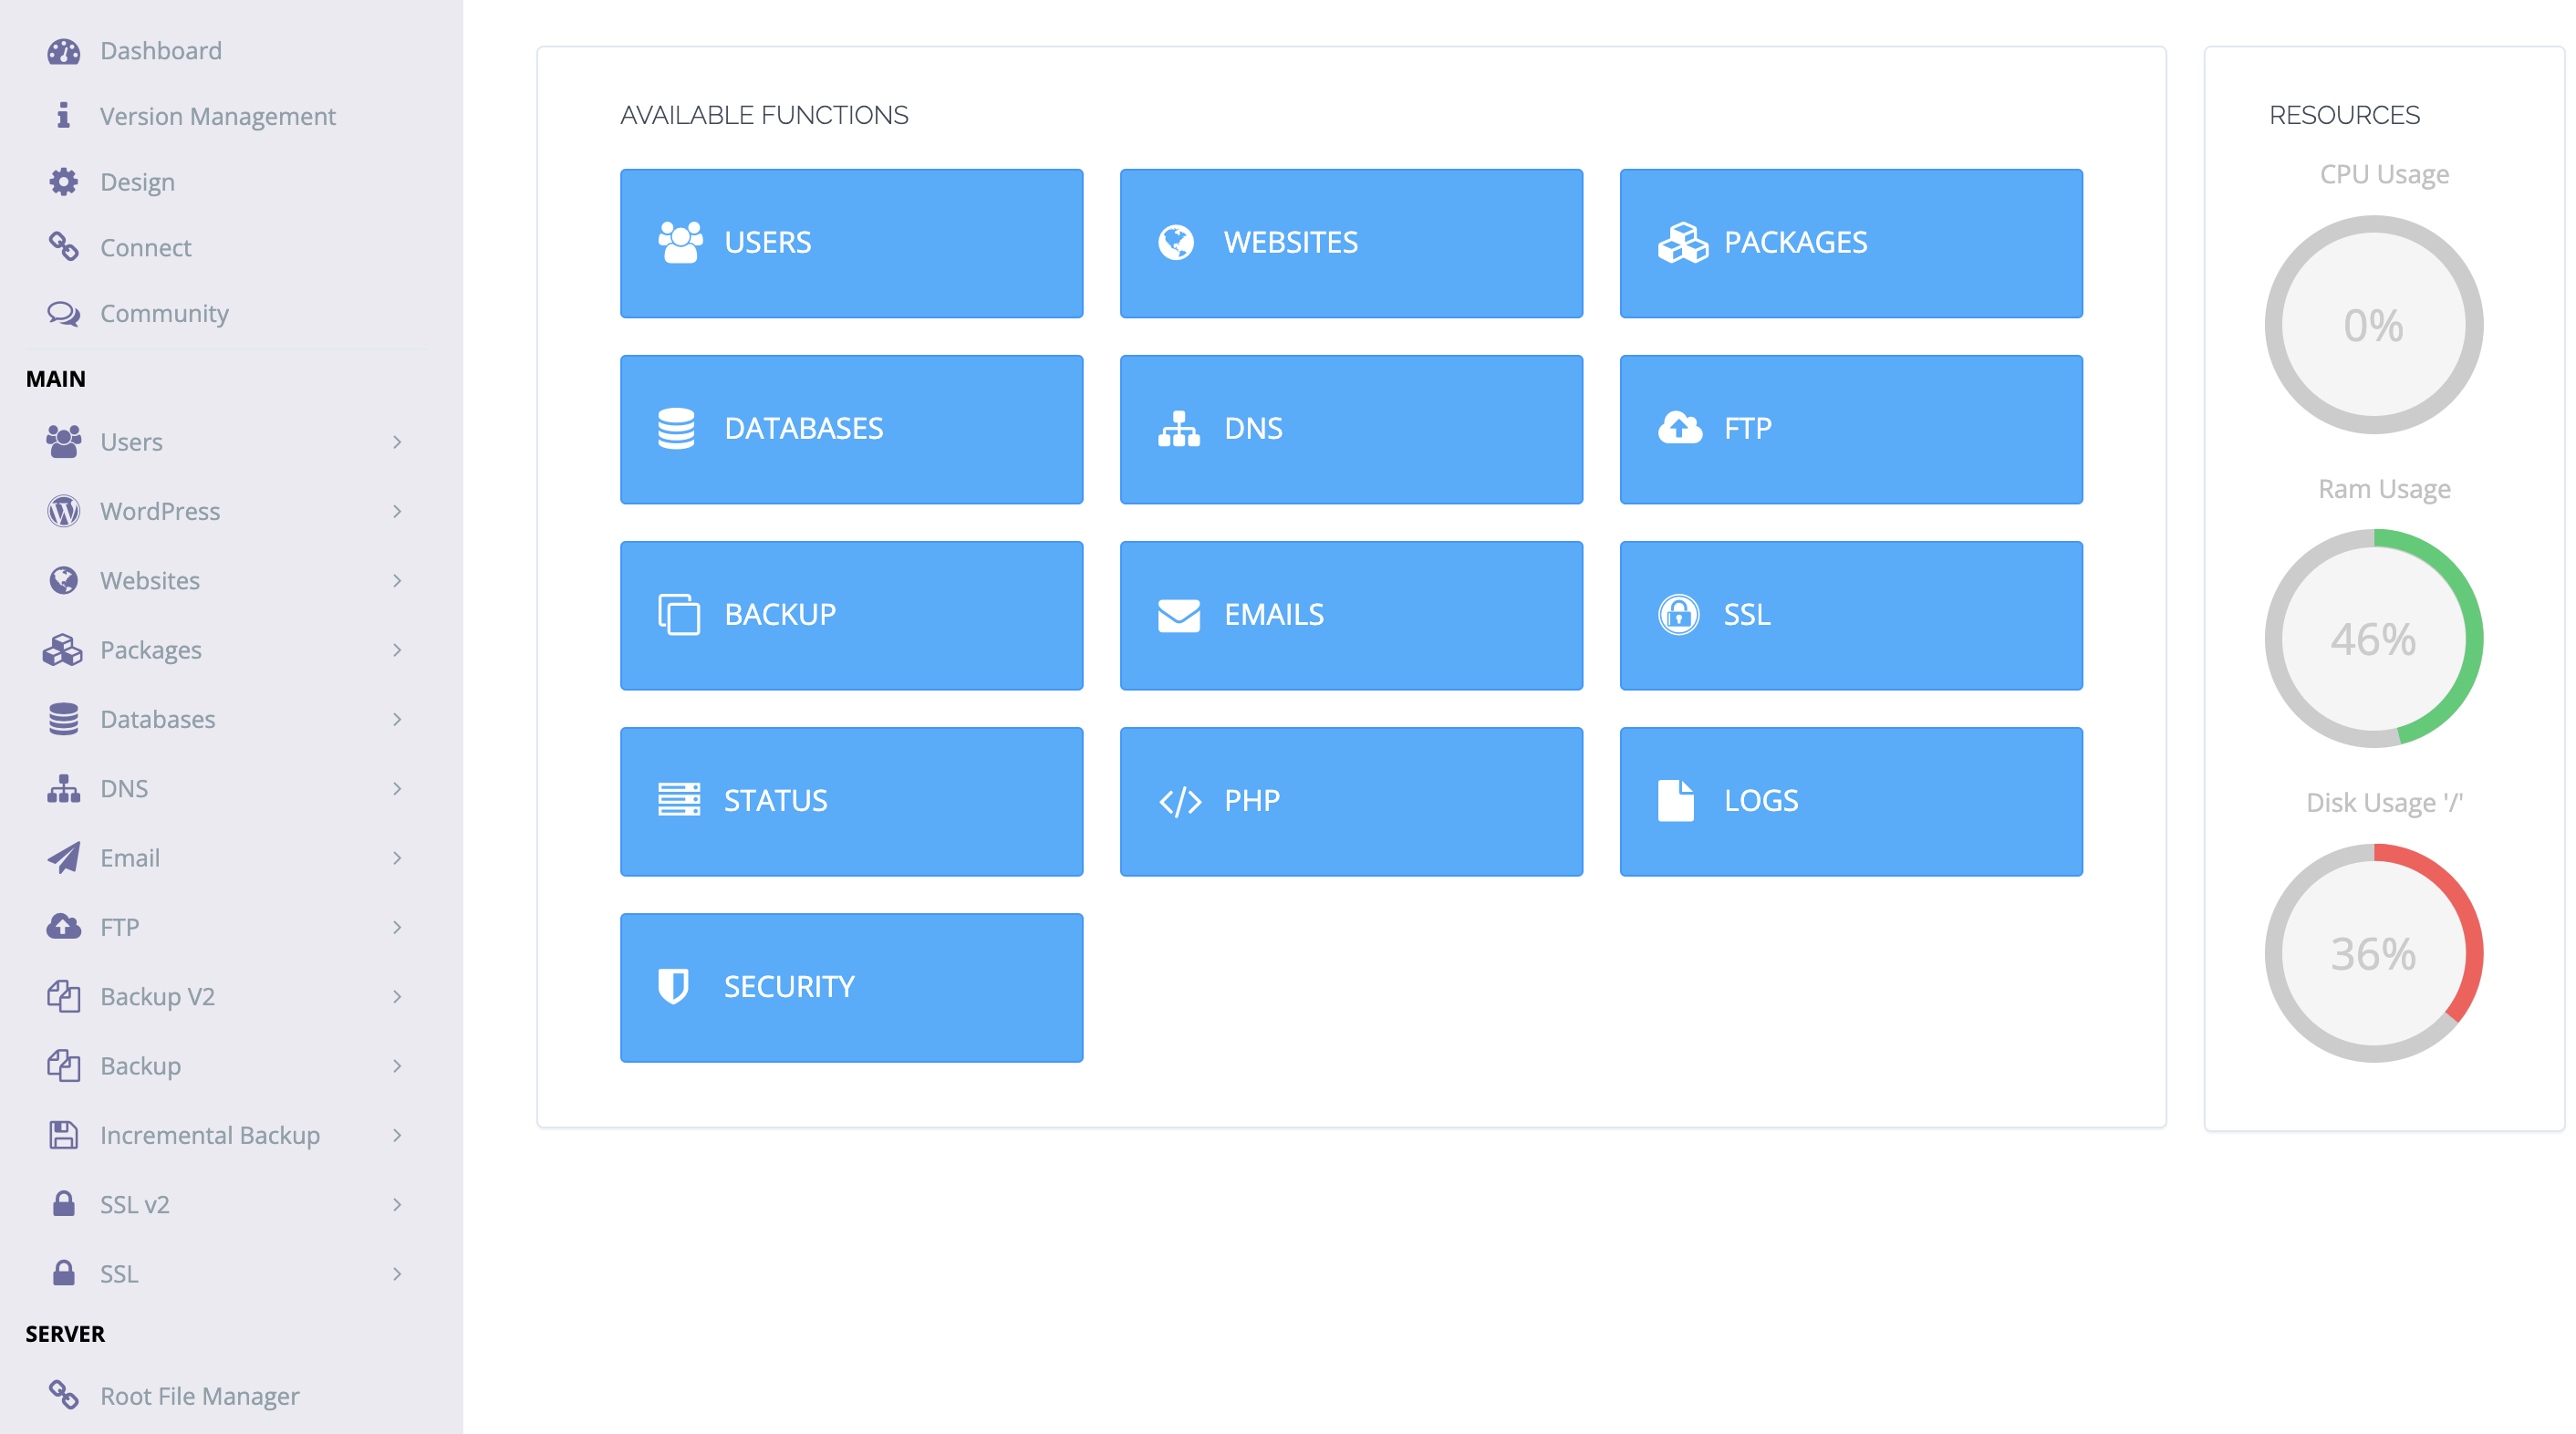 Dashboard
Version Management
Design
Connect
Community
MAIN
Users
WordPress
Websites
Packages
Databases
DNS
Email
FTP
Backup V2
Backup
Incremental Backup
SSL v2
SSL
SERVER
Root File Manager
AVAILABLE FUNCTIONS
USERS
WEBSITES
PACKAGES
DATABASES
DNS
FTP
BACKUP
EMAILS
SSL
STATUS
PHP
LOGS
SECURITY
RESOURCES
CPU Usage
0%
Ram Usage
46%
Disk Usage '/'
36%